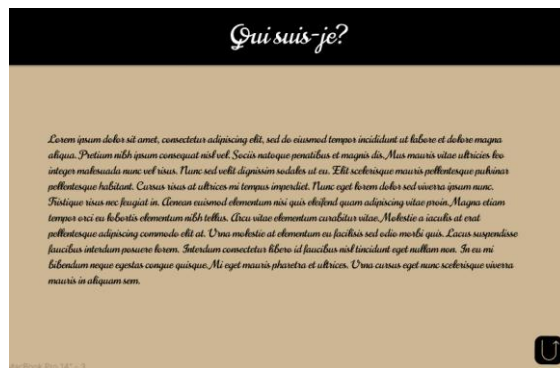 Qui suis-je?
Lorem ipsum dolor sit amet, consectetur adipiscing elit, sed do eiusmod tempor incididunt ut labore et dolore magna
aliqua. Pretium nibh ipsum consequat nisl vel. Sociis natoque penatibus et magnis dis. Mus mauris vitae ultricies leo
integer malesuada nunc vel risus. Nunc sed velit dignissim sodales ut eu. Elit scelerisque mauris pellentesque pulvinar
pellentesque habitant. Cursus risus at ultrices mi tempus imperdiet. Nunc eget lorem dolor sed viverra ipsum nunc.
Tristique risus nec feugiat in. Aenean euismod elementum nisi quis eleifend quam adipiscing vitae proin. Magna etiam
tempor orci eu lobortis elementum nibh tellus. Arcu vitae elementum curabitur vitae. Molestie a iaculis at erat
pellentesque adipiscing commodo elit at. Urna molestie at elementum eu facilisis sed odio morbi quis. Lacus suspendisse
faucibus interdum posuere lorem. Interdum consectetur libero id faucibus nisl tincidunt eget nullam non. In eu mi
bibendum neque egestas congue quisque. Mi eget mauris pharetra et ultrices. Urna cursus eget nunc scelerisque viverra
mauris in aliquam sem.
MacBook Pro 14" - 3